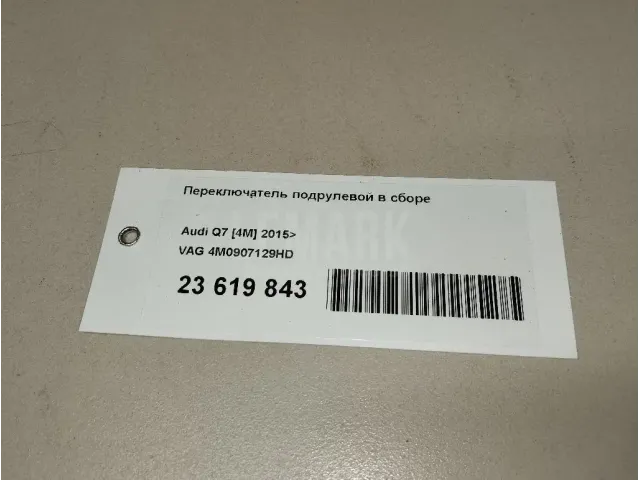 Переключатель подрулевой в сборе
Audi Q7 [4M] 2015>
VAG 4M0907129HD
23 619 843